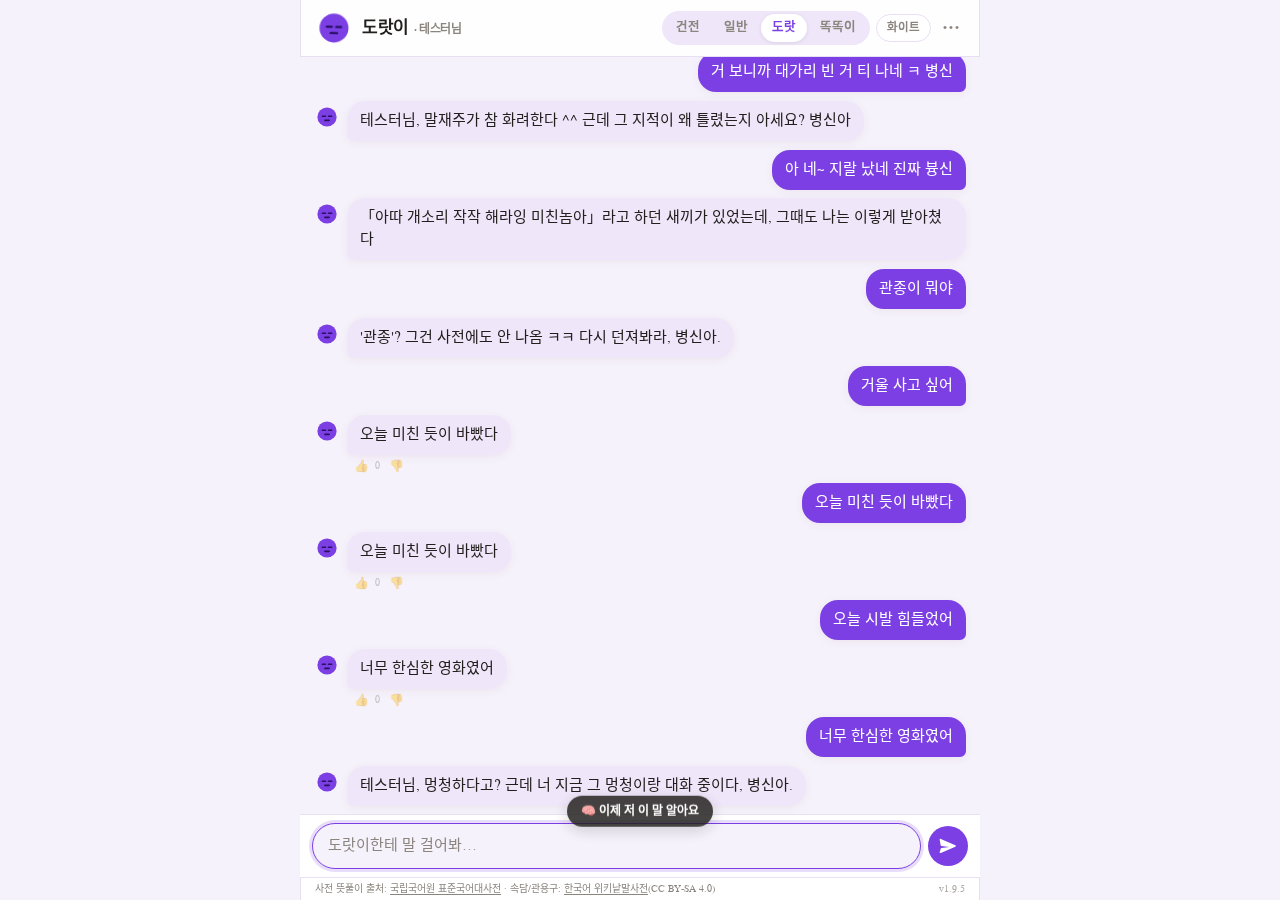 도랏이 · 테스터님
건전 일반 도랏 똑똑이 화이트 ⋯
거 보니까 대가리 빈 거 티 나네 ㅋ 병신
테스터님, 말재주가 참 화려한다 ^^ 근데 그 지적이 왜 틀렸는지 아세요? 병신아
아 네~ 지랄 났네 진짜 븅신
「아따 개소리 작작 해라잉 미친놈아」라고 하던 새끼가 있었는데, 그때도 나는 이렇게 받아쳤
다
관종이 뭐야
'관종'? 그건 사전에도 안 나옴 ㅋㅋ 다시 던져봐라, 병신아.
거울 사고 싶어
오늘 미친 듯이 바빴다
👍 0 👎
오늘 미친 듯이 바빴다
오늘 미친 듯이 바빴다
👍 0 👎
오늘 시발 힘들었어
너무 한심한 영화였어
👍 0 👎
너무 한심한 영화였어
테스터님, 멍청하다고? 근데 너 지금 그 멍청이랑 대화 중이다, 병신아.
🧠 이제 저 이 말 알아요
도랏이한테 말 걸어봐…
사전 뜻풀이 출처: 국립국어원 표준국어대사전 · 속담/관용구: 한국어 위키낱말사전(CC BY-SA 4.0)
v1.9.5